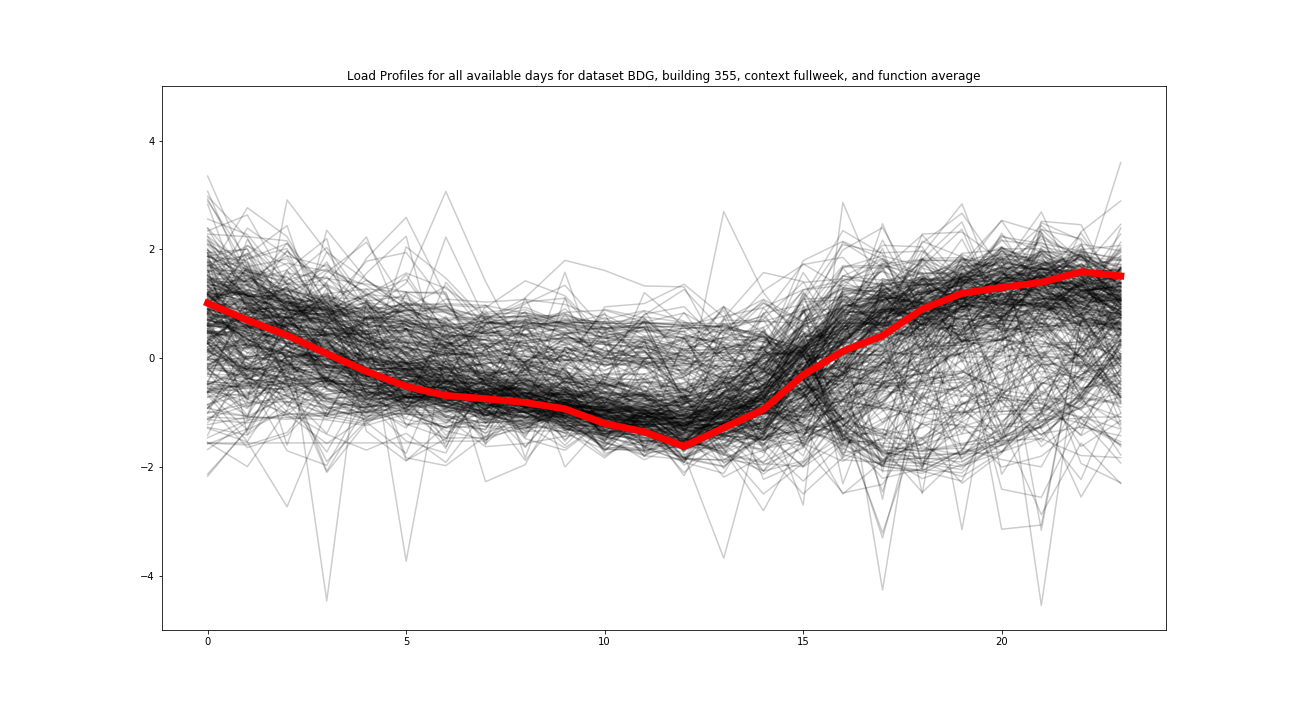 Load Profiles for all available days for dataset BDG, building 355, context fullweek, and function average
4
2
0
−2
−4
0 5 10 15 20